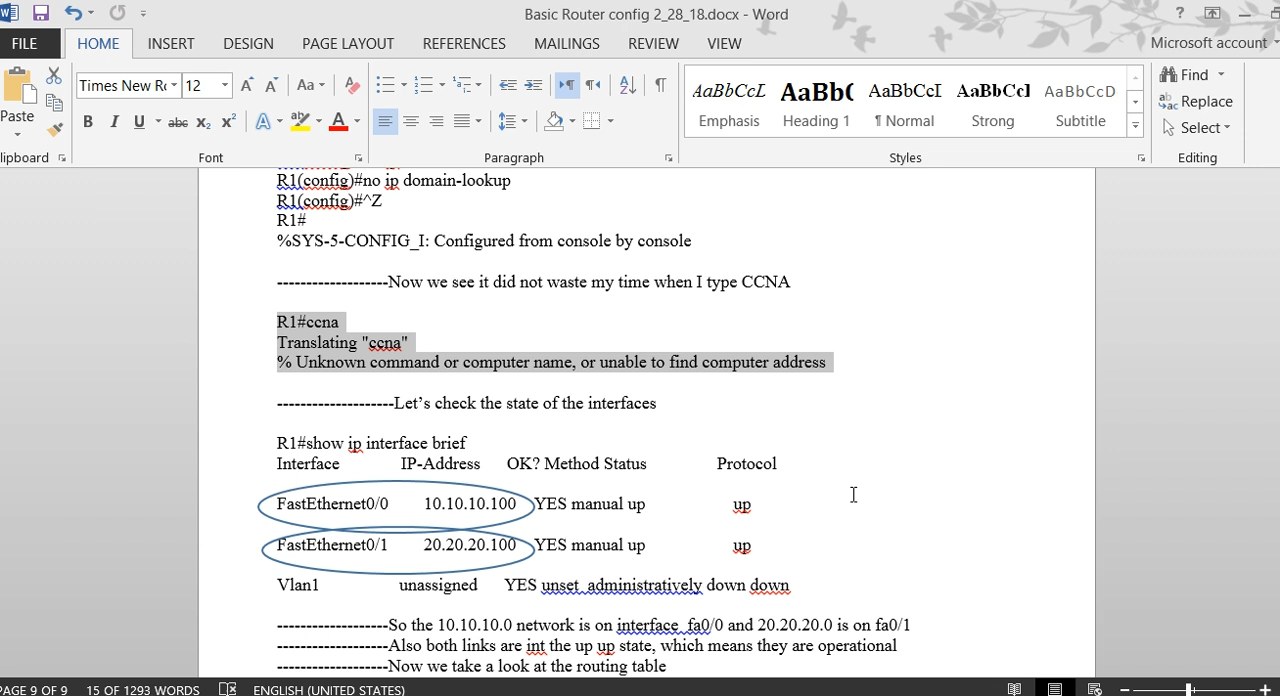 Basic Router config 2_28_18.docx - Word
FILE HOME INSERT DESIGN PAGE LAYOUT REFERENCES MAILINGS REVIEW VIEW Microsoft account
Times New Ro 12 Aa Find
Paste AaBbCcL AaBb( AaBbCcI AaBbCcI AaBbCcD Replace
B I U abc X₂ X² A ab A Emphasis Heading 1 ¶ Normal Strong Subtitle Select
lipboard Font Paragraph Styles Editing
R1(config)#no ip domain-lookup
R1(config)#^Z
R1#
%SYS-5-CONFIG_I: Configured from console by console
-------------------Now we see it did not waste my time when I type CCNA
R1#ccna
Translating "ccna"
% Unknown command or computer name, or unable to find computer address
--------------------Let's check the state of the interfaces
R1#show ip interface brief
Interface IP-Address OK? Method Status Protocol
FastEthernet0/0 10.10.10.100 YES manual up up
FastEthernet0/1 20.20.20.100 YES manual up up
Vlan1 unassigned YES unset administratively down down
-------------------So the 10.10.10.0 network is on interface fa0/0 and 20.20.20.0 is on fa0/1
-------------------Also both links are int the up up state, which means they are operational
-------------------Now we take a look at the routing table
PAGE 9 OF 9 15 OF 1293 WORDS ENGLISH (UNITED STATES)